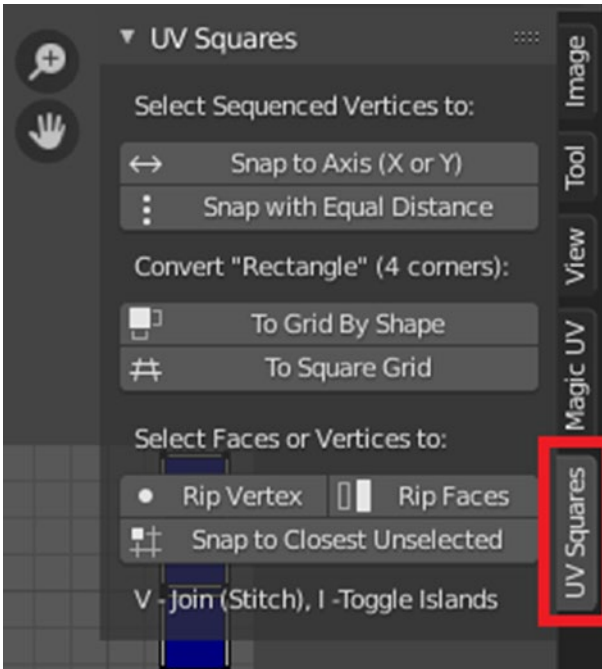 UV Squares
Select Sequenced Vertices to:
Snap to Axis (X or Y)
Snap with Equal Distance
Convert "Rectangle" (4 corners):
To Grid By Shape
To Square Grid
Select Faces or Vertices to:
Rip Vertex
Rip Faces
Snap to Closest Unselected
V - Join (Stitch), I -Toggle Islands
Image
Tool
View
Magic UV
UV Squares